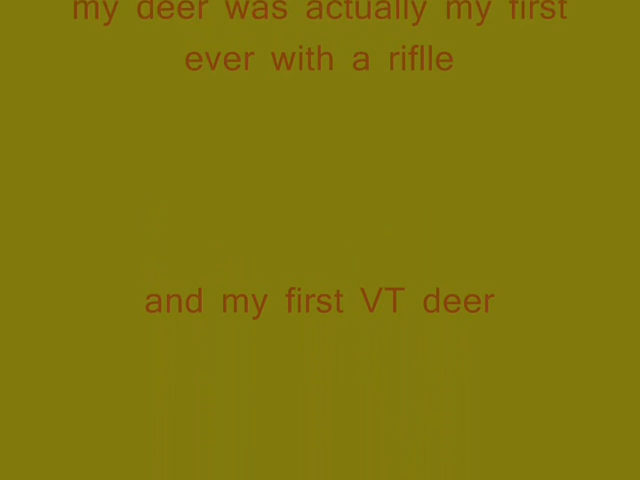 my deer was actually my first
ever with a riflle
and my first VT deer